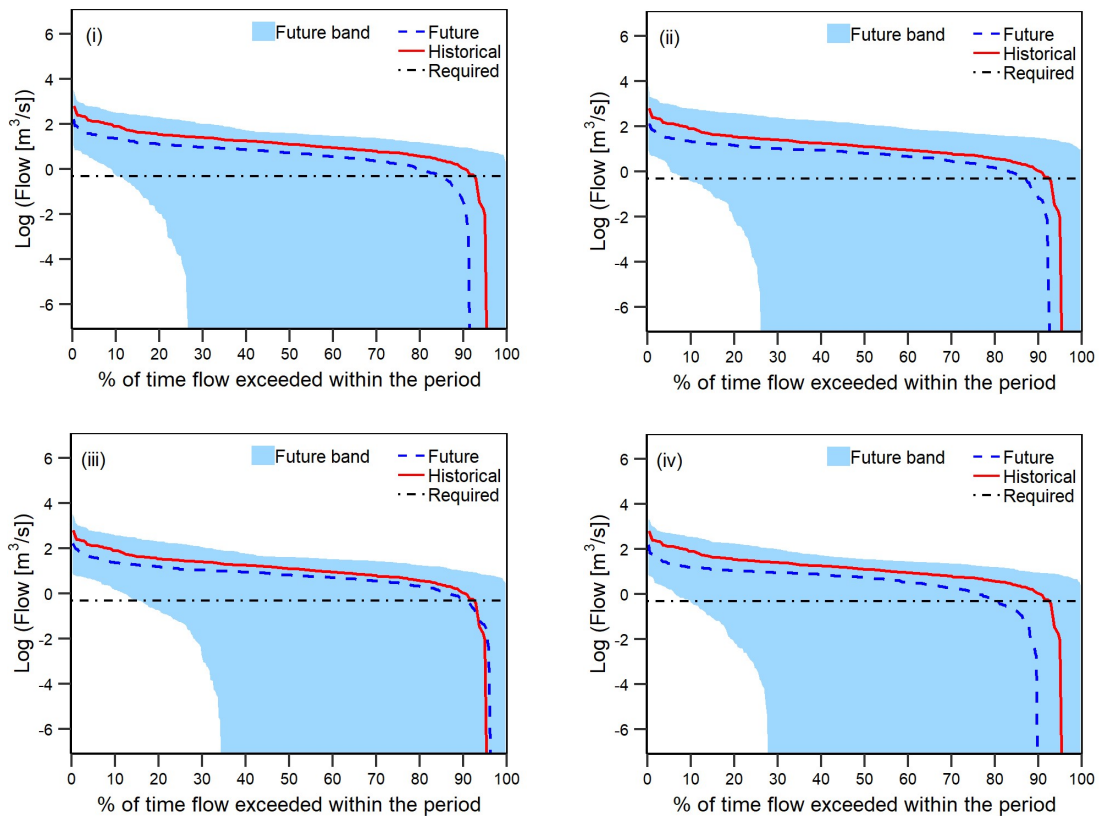 (i)
Future band
Future
Historical
Required
6
4
2
0
-2
-4
-6
Log (Flow [m³/s])
0 10 20 30 40 50 60 70 80 90 100
% of time flow exceeded within the period
(ii)
Future band
Future
Historical
Required
6
4
2
0
-2
-4
-6
Log (Flow [m³/s])
0 10 20 30 40 50 60 70 80 90 100
% of time flow exceeded within the period
(iii)
Future band
Future
Historical
Required
6
4
2
0
-2
-4
-6
Log (Flow [m³/s])
0 10 20 30 40 50 60 70 80 90 100
% of time flow exceeded within the period
(iv)
Future band
Future
Historical
Required
6
4
2
0
-2
-4
-6
Log (Flow [m³/s])
0 10 20 30 40 50 60 70 80 90 100
% of time flow exceeded within the period